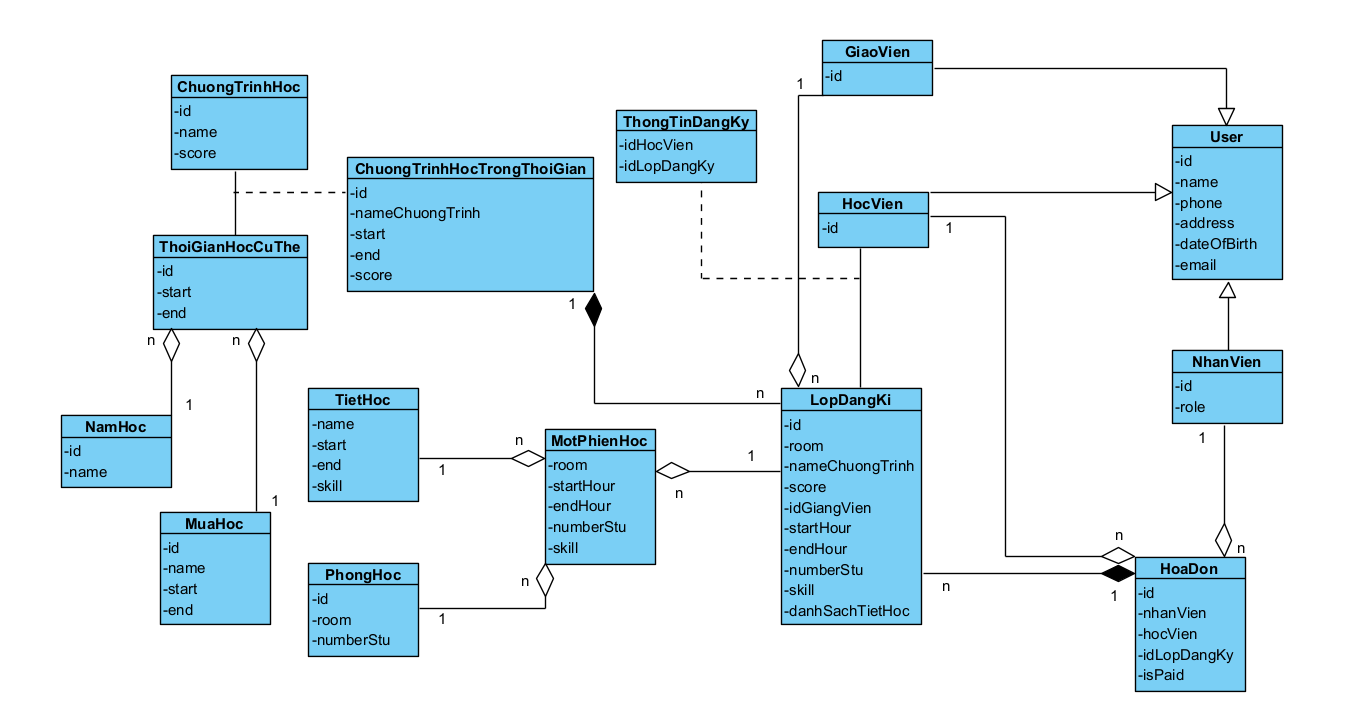 ChuongTrinhHoc
-id
-name
-score
ChuongTrinhHocTrongThoiGian
-id
-nameChuongTrinh
-start
-end
-score
1
ThoiGianHocCuThe
-id
-start
-end
n
n
1
NamHoc
-id
-name
1
MuaHoc
-id
-name
-start
-end
TietHoc
-name
-start
-end
-skill
1
n
MotPhienHoc
-room
-startHour
-endHour
-numberStu
-skill
n
1
n
PhongHoc
-id
-room
-numberStu
1
ThongTinDangKy
-idHocVien
-idLopDangKy
GiaoVien
-id
1
HocVien
-id
1
User
-id
-name
-phone
-address
-dateOfBirth
-email
NhanVien
-id
-role
1
n
n
LopDangKi
-id
-room
-nameChuongTrinh
-score
-idGiangVien
-startHour
-endHour
-numberStu
-skill
-danhSachTietHoc
n
n
n
1
HoaDon
-id
-nhanVien
-hocVien
-idLopDangKy
-isPaid